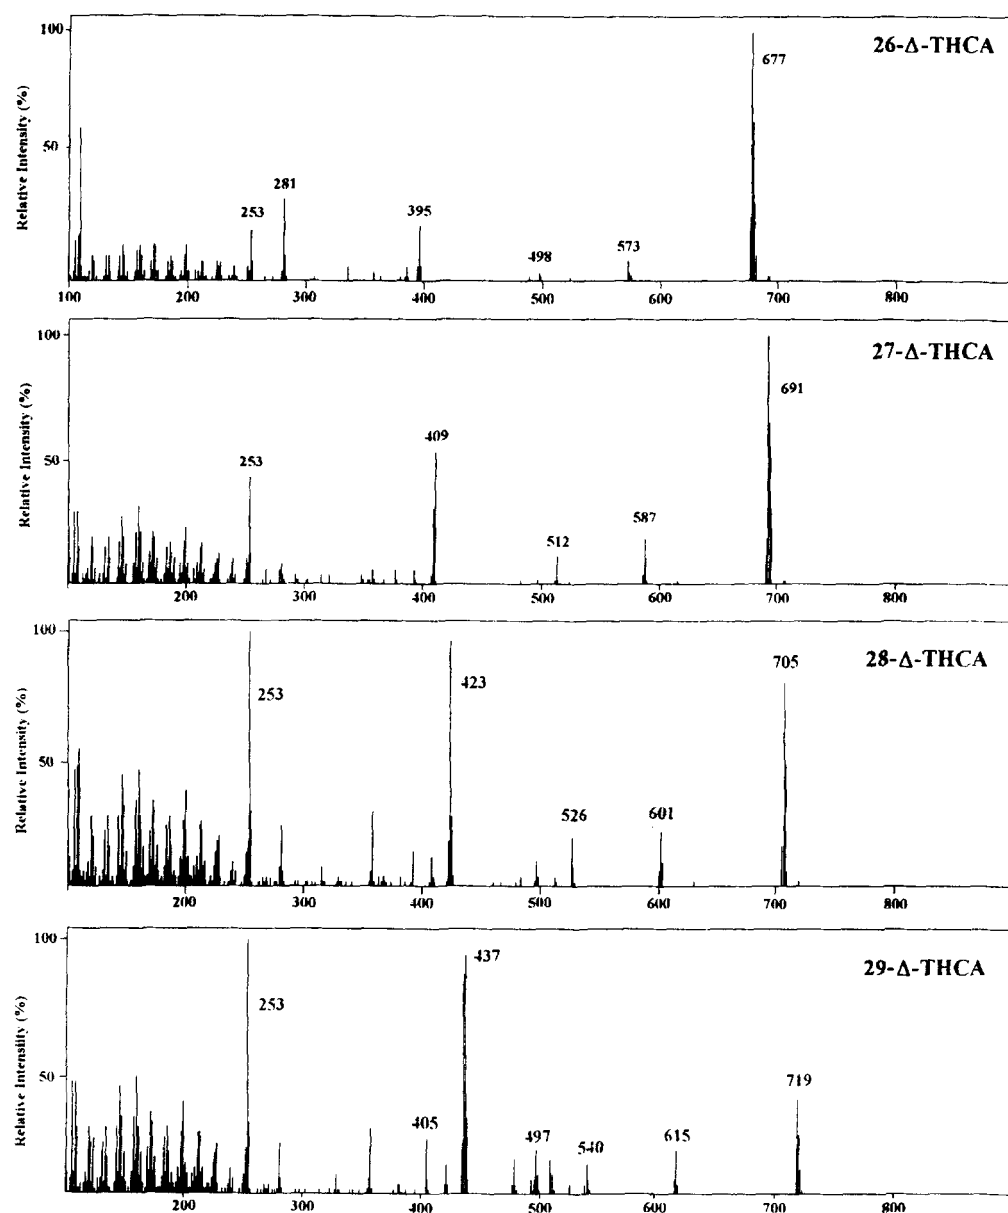 100
26-Δ-THCA
677
Relative Intensity (%)
50
281
253
395
498
573
100 200 300 400 500 600 700 800
100
27-Δ-THCA
691
Relative Intensity (%)
50
409
253
512
587
200 300 400 500 600 700 800
100
28-Δ-THCA
705
253
423
Relative Intensity (%)
50
526
601
200 300 400 500 600 700 800
100
29-Δ-THCA
437
253
Relative Intensity (%)
50
719
405
497
540
615
200 300 400 500 600 700 800